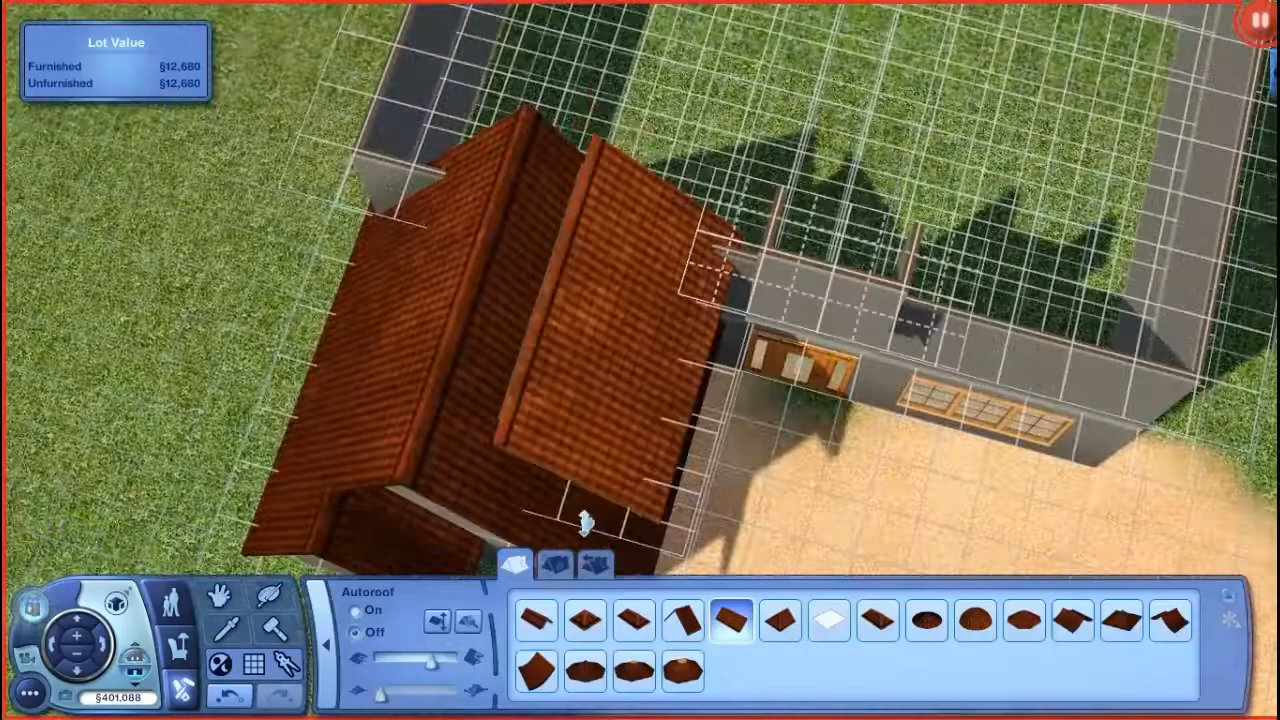 Lot Value
Furnished §12,680
Unfurnished §12,680
Autoroof
On
Off
§401,088